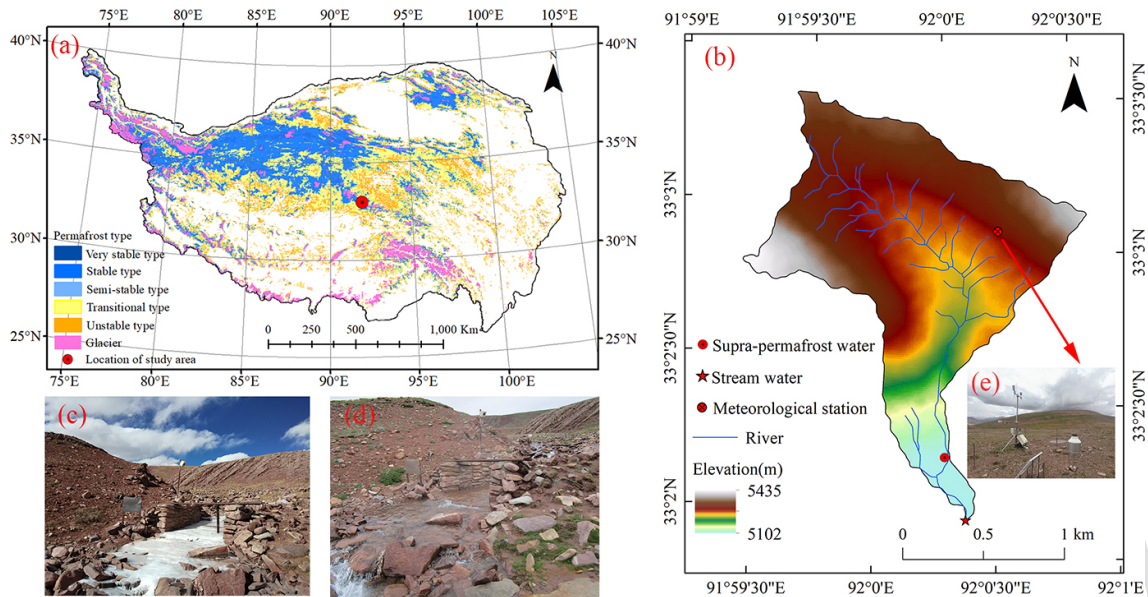 75°E 80°E 85°E 90°E 95°E 100°E 105°E
40°N
40°N
(a)
N
35°N
35°N
30°N
30°N
25°N
25°N
Permafrost type
Very stable type
Stable type
Semi-stable type
Transitional type
Unstable type
Glacier
Location of study area
0 250 500 1,000 Km
75°E 80°E 85°E 90°E 95°E 100°E
(c)
(d)
91°59'E 91°59'30"E 92°0'E 92°0'30"E
(b)
N
33°3'30"N
33°3'N
33°3'N
33°2'30"N
33°2'30"N
33°2'N
33°2'N
Supra-permafrost water
Stream water
Meteorological station
River
Elevation(m)
5435
5102
(e)
0 0.5 1 km
91°59'30"E 92°0'E 92°0'30"E 92°1'E